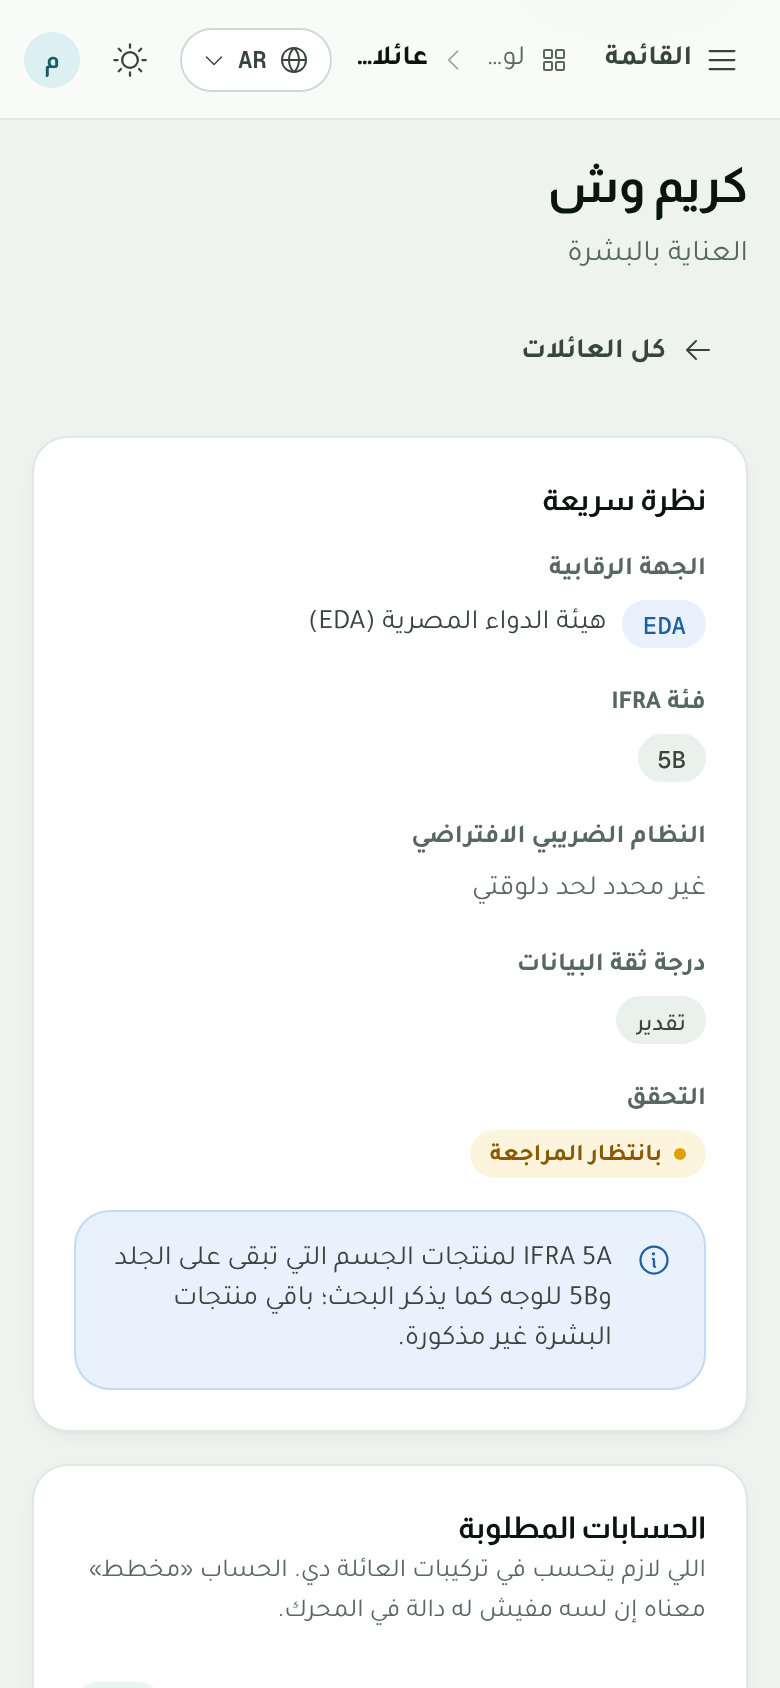 القائمة
لو...
عائلا...
AR
م
كريم وش
العناية بالبشرة
كل العائلات
نظرة سريعة
الجهة الرقابية
EDA هيئة الدواء المصرية (EDA)
فئة IFRA
5B
النظام الضريبي الافتراضي
غير محدد لحد دلوقتي
درجة ثقة البيانات
تقدير
التحقق
بانتظار المراجعة
IFRA 5A لمنتجات الجسم التي تبقى على الجلد
و5B للوجه كما يذكر البحث؛ باقي منتجات
البشرة غير مذكورة.
الحسابات المطلوبة
اللي لازم يتحسب في تركيبات العائلة دي. الحساب «مخطط»
معناه إن لسه مفيش له دالة في المحرك.